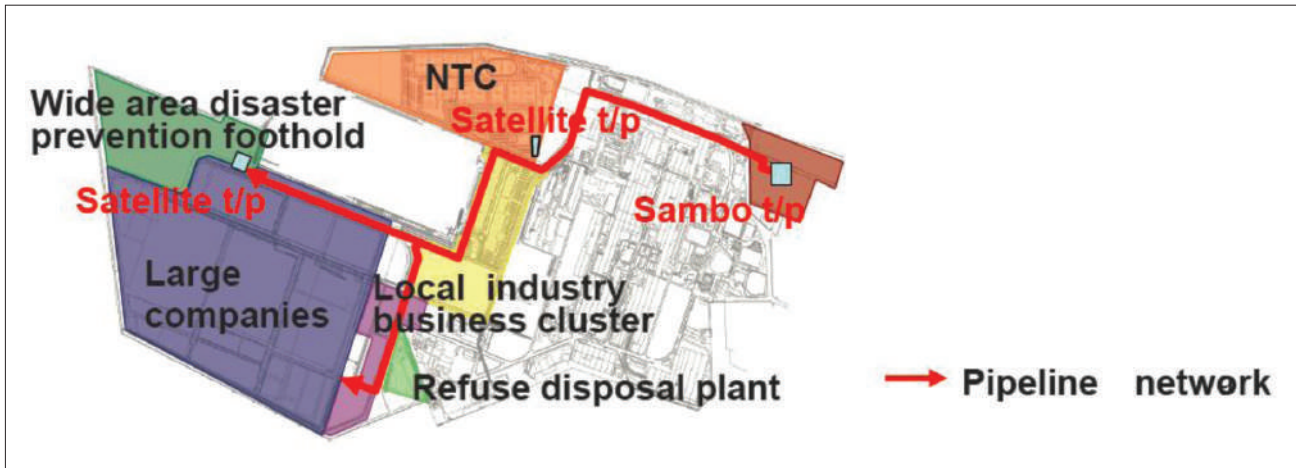 NTC
Wide area disaster
prevention foothold
Satellite t/p
Satellite t/p
Sambo t/p
Large
companies
Local industry
business cluster
Refuse disposal plant
Pipeline network